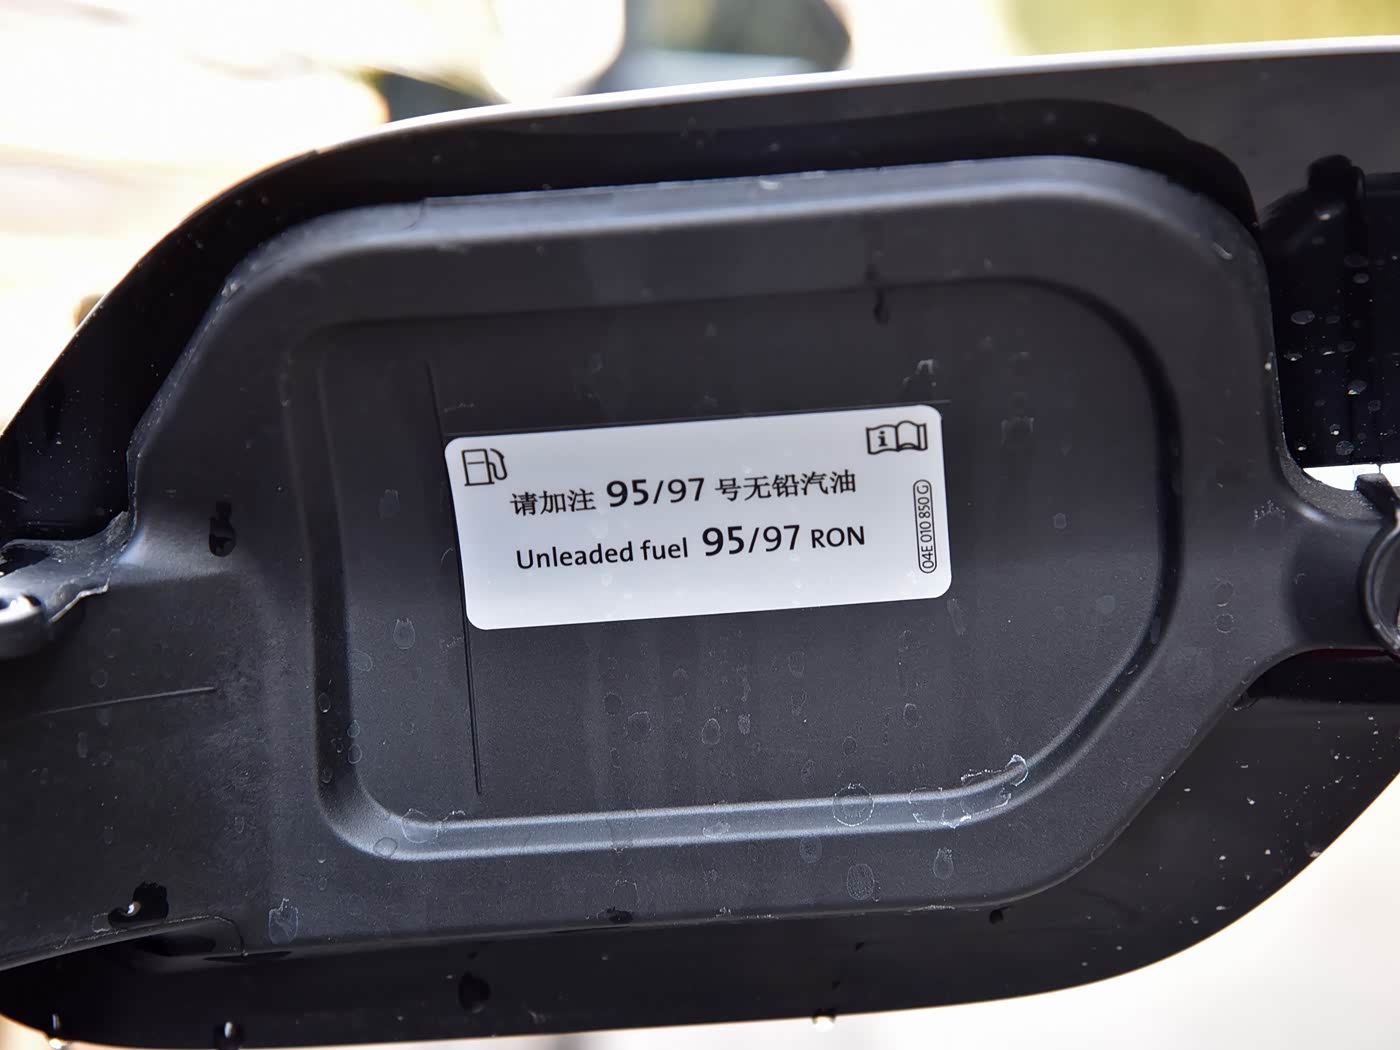 请加注 95/97 号无铅汽油
Unleaded fuel 95/97 RON
04E 010 850 G